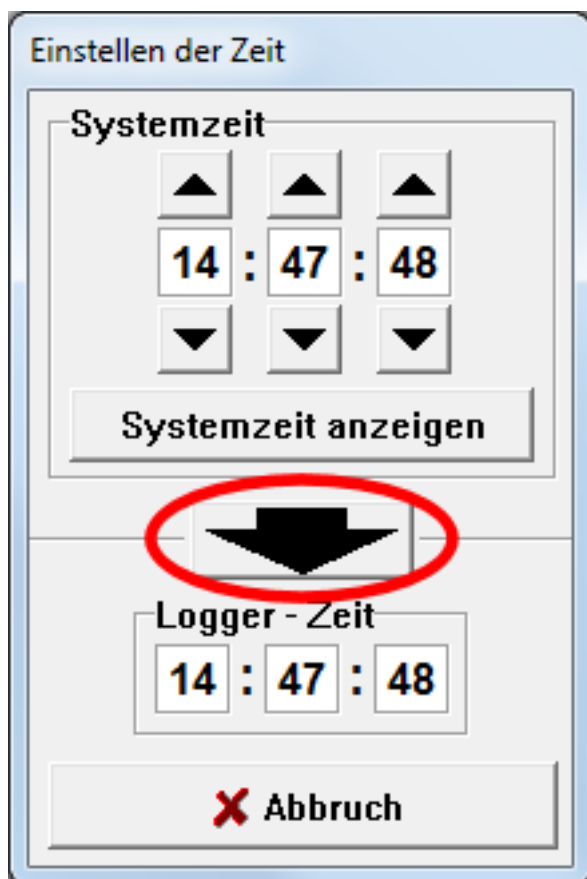 Einstellen der Zeit
Systemzeit
14 : 47 : 48
Systemzeit anzeigen
Logger - Zeit
14 : 47 : 48
Abbruch